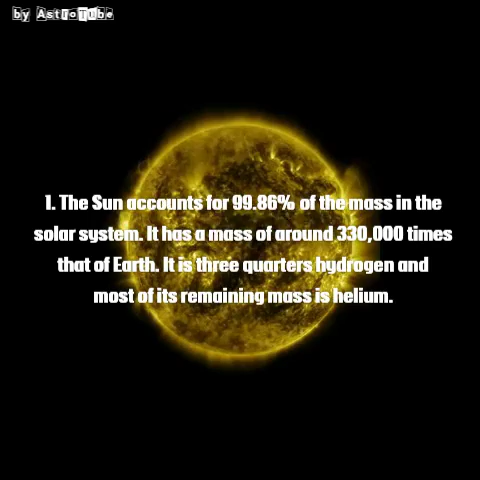 by AstroTube
1. The Sun accounts for 99.86% of the mass in the
solar system. It has a mass of around 330,000 times
that of Earth. It is three quarters hydrogen and
most of its remaining mass is helium.